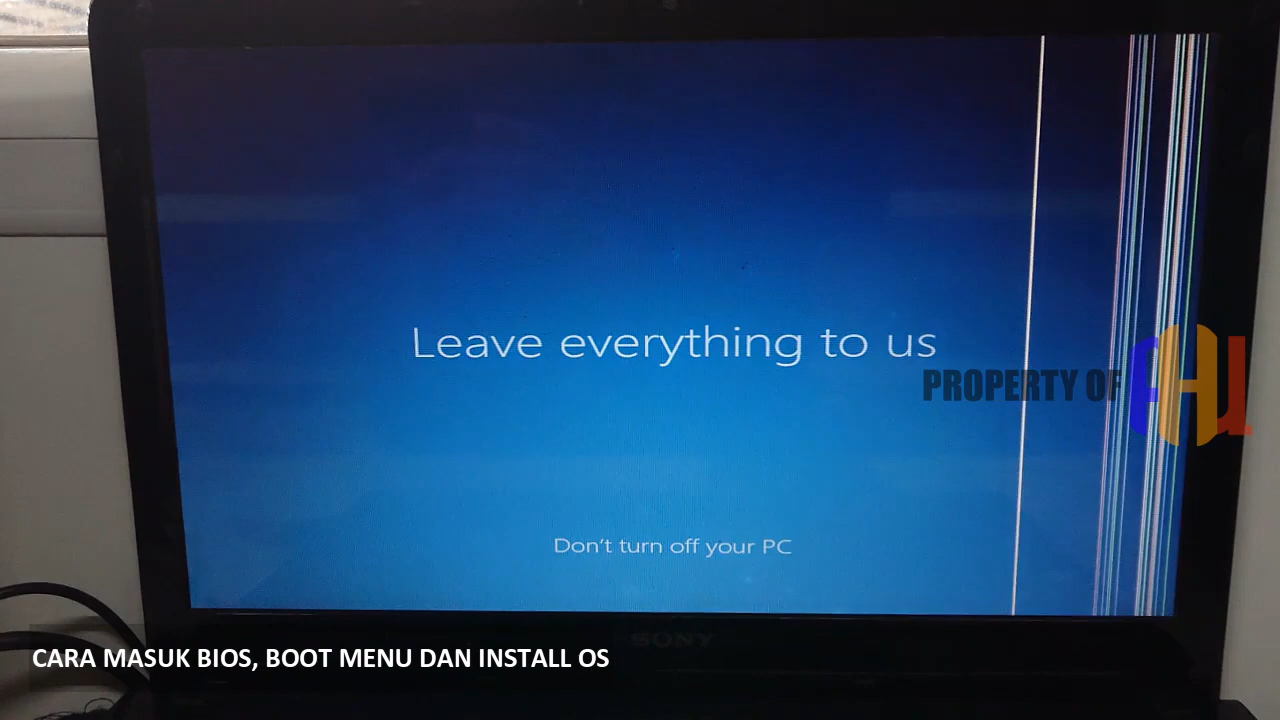 Leave everything to us
PROPERTY OF AHU
Don't turn off your PC
SONY
CARA MASUK BIOS, BOOT MENU DAN INSTALL OS